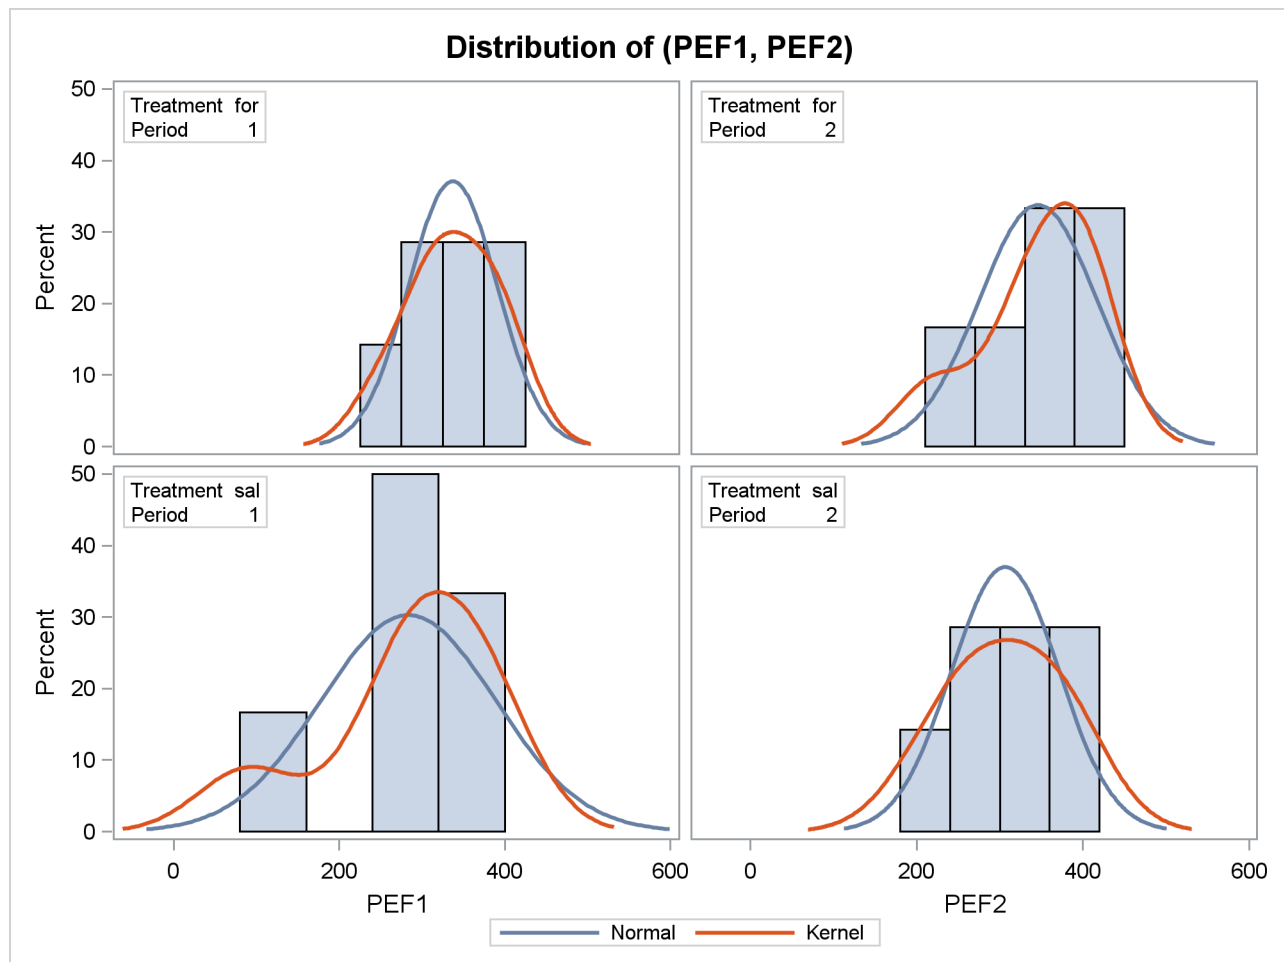 Distribution of (PEF1, PEF2)
Treatment for
Period 1
Treatment for
Period 2
50
40
30
20
10
0
Percent
Treatment sal
Period 1
Treatment sal
Period 2
50
40
30
20
10
0
Percent
0 200 400 600
0 200 400 600
PEF1
PEF2
Normal Kernel